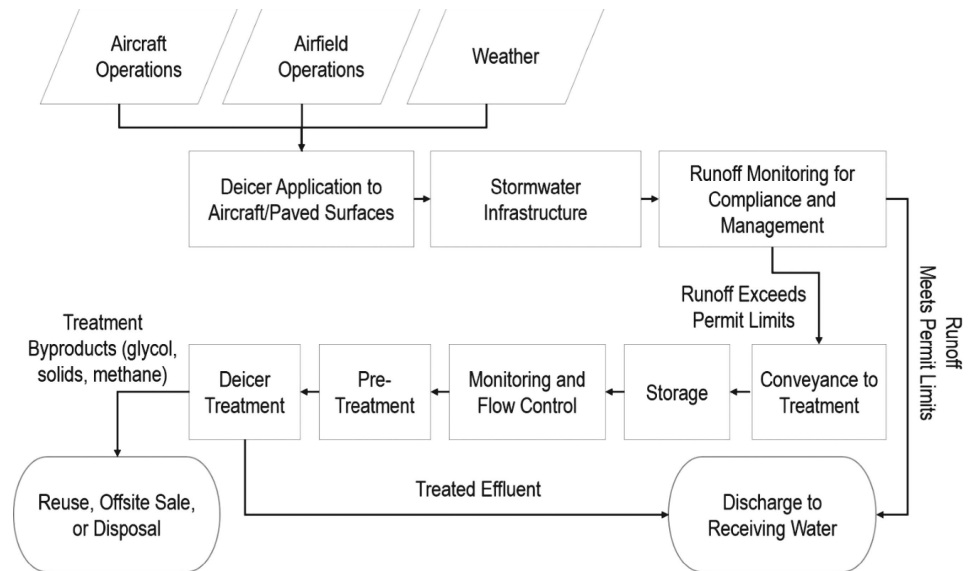 Aircraft
Operations
Airfield
Operations
Weather
Deicer Application to
Aircraft/Paved Surfaces
Stormwater
Infrastructure
Runoff Monitoring for
Compliance and
Management
Runoff Exceeds
Permit Limits
Runoff
Meets Permit Limits
Treatment
Byproducts (glycol,
solids, methane)
Deicer
Treatment
Pre-
Treatment
Monitoring and
Flow Control
Storage
Conveyance to
Treatment
Reuse, Offsite Sale,
or Disposal
Treated Effluent
Discharge to
Receiving Water